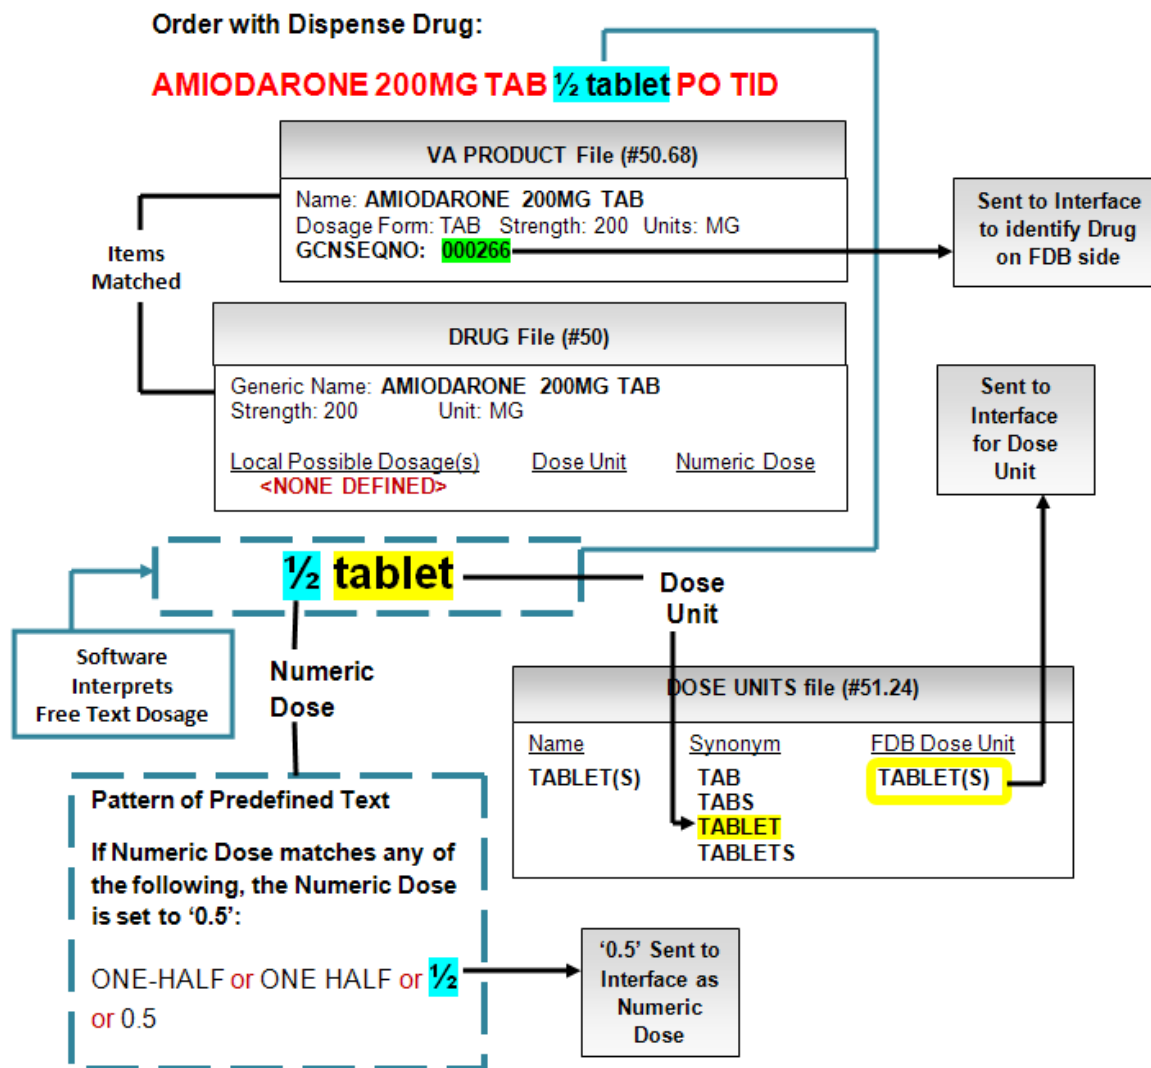 Order with Dispense Drug:
AMIODARONE 200MG TAB ½ tablet PO TID
VA PRODUCT File (#50.68)
Name: AMIODARONE 200MG TAB
Dosage Form: TAB Strength: 200 Units: MG
GCNSEQNO: 000266
Sent to Interface
to identify Drug
on FDB side
Items
Matched
DRUG File (#50)
Generic Name: AMIODARONE 200MG TAB
Strength: 200 Unit: MG
Local Possible Dosage(s) Dose Unit Numeric Dose
<NONE DEFINED>
Sent to
Interface
for Dose
Unit
½ tablet
Dose
Unit
Software
Interprets
Free Text Dosage
Numeric
Dose
DOSE UNITS file (#51.24)
Name Synonym FDB Dose Unit
TABLET(S) TAB TABLET(S)
TABS
TABLET
TABLETS
Pattern of Predefined Text
If Numeric Dose matches any of
the following, the Numeric Dose
is set to ‘0.5’:
ONE-HALF or ONE HALF or ½
or 0.5
‘0.5’ Sent to
Interface as
Numeric
Dose